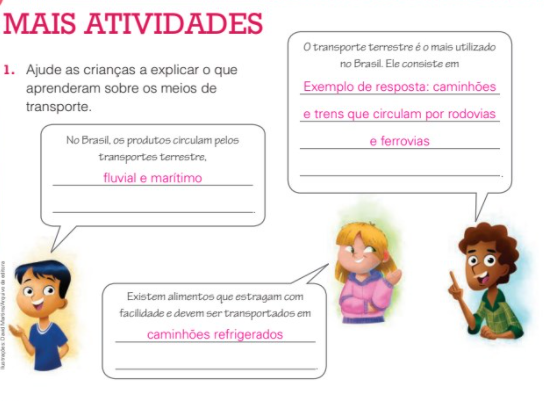 MAIS ATIVIDADES
1. Ajude as crianças a explicar o que
aprenderam sobre os meios de
transporte.
No Brasil, os produtos circulam pelos
transportes terrestre,
fluvial e marítimo
.
O transporte terrestre é o mais utilizado
no Brasil. Ele consiste em
Exemplo de resposta: caminhões
e trens que circulam por rodovias
e ferrovias
.
Existem alimentos que estragam com
facilidade e devem ser transportados em
caminhões refrigerados
.